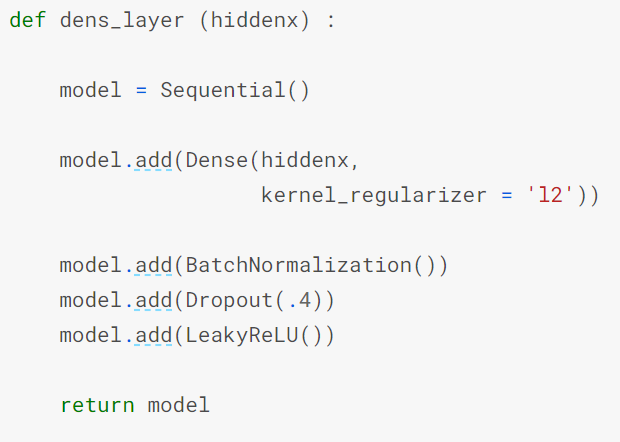 def dens_layer (hiddenx) :
model = Sequential()
model.add(Dense(hiddenx,
kernel_regularizer = 'l2'))
model.add(BatchNormalization())
model.add(Dropout(.4))
model.add(LeakyReLU())
return model